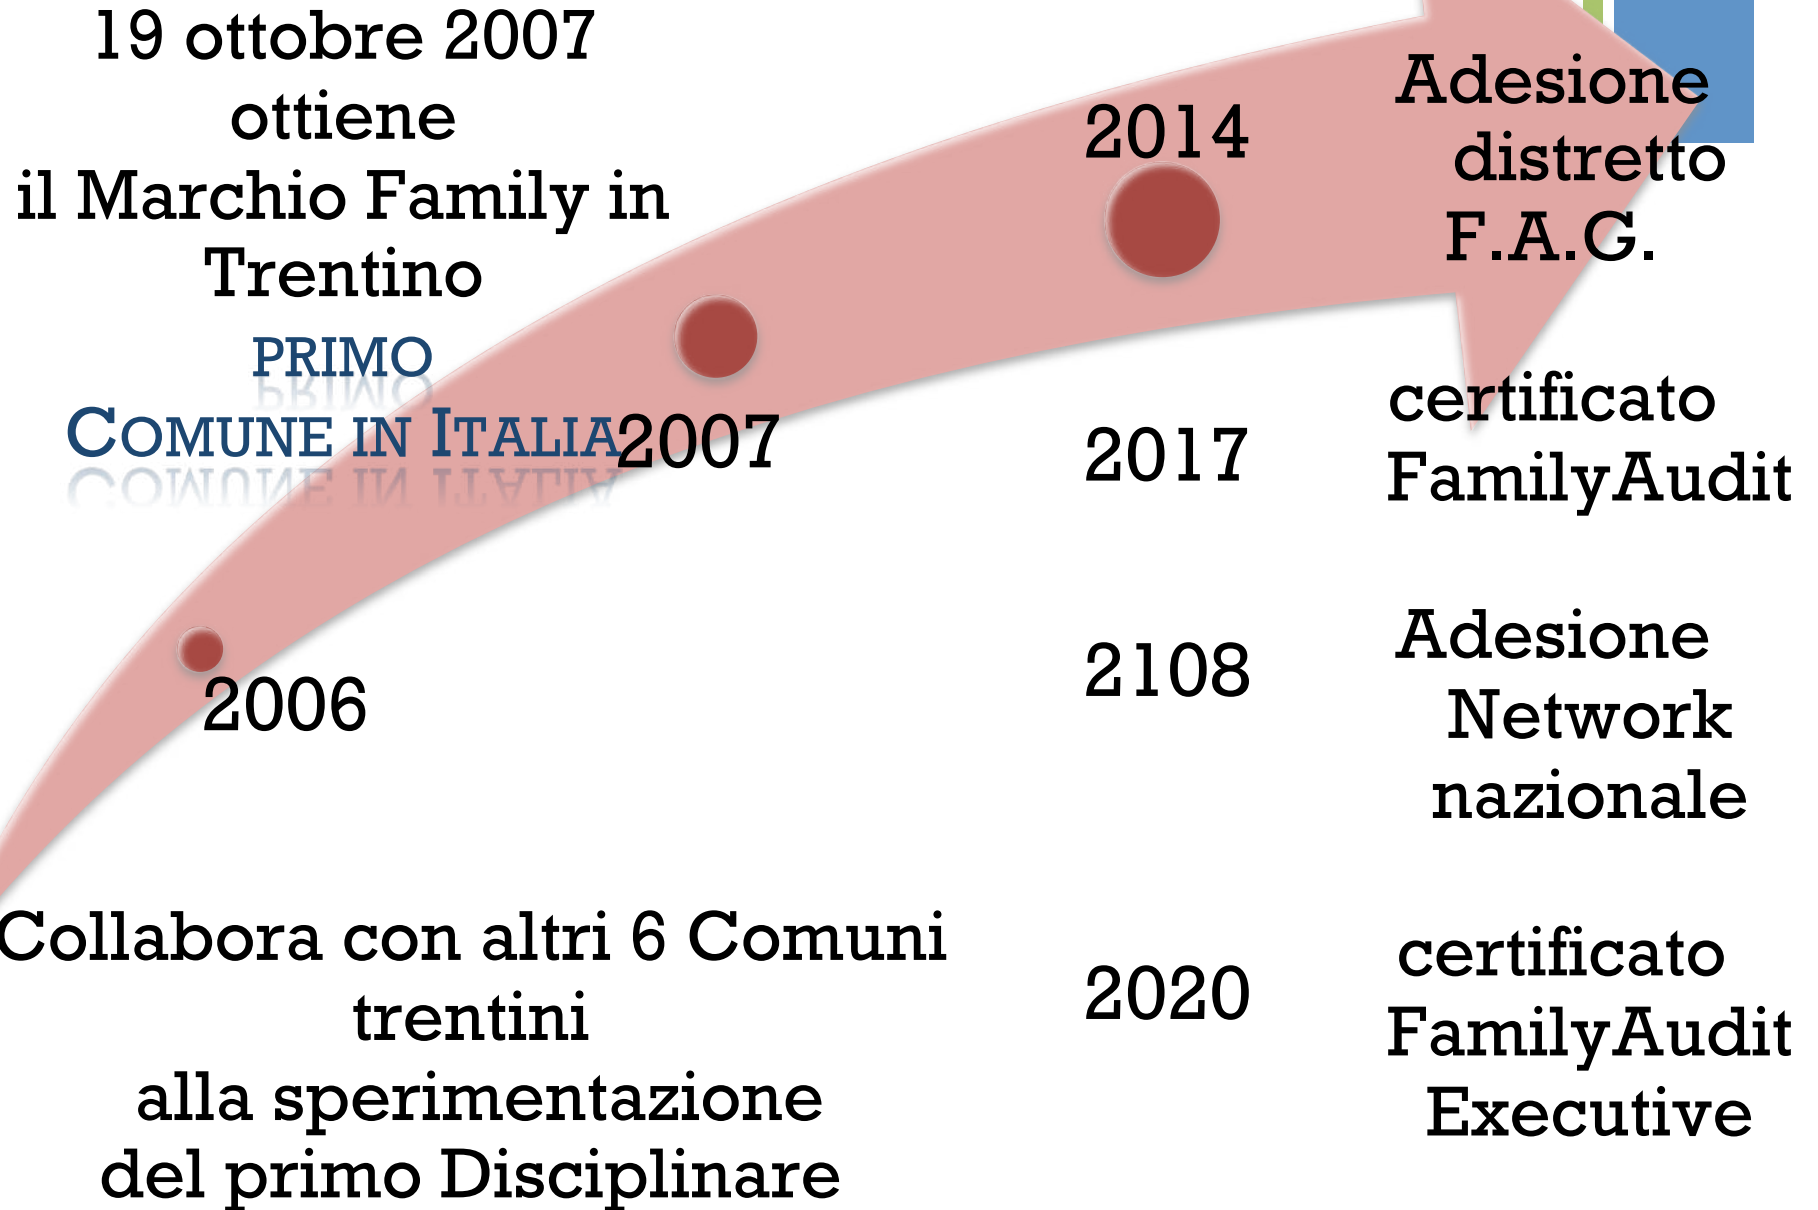 19 ottobre 2007
ottiene
il Marchio Family in
Trentino
PRIMO
COMUNE IN ITALIA
2007
2006
Collabora con altri 6 Comuni
trentini
alla sperimentazione
del primo Disciplinare
2014
Adesione
distretto
F.A.G.
2017
certificato
FamilyAudit
2108
Adesione
Network
nazionale
2020
certificato
FamilyAudit
Executive